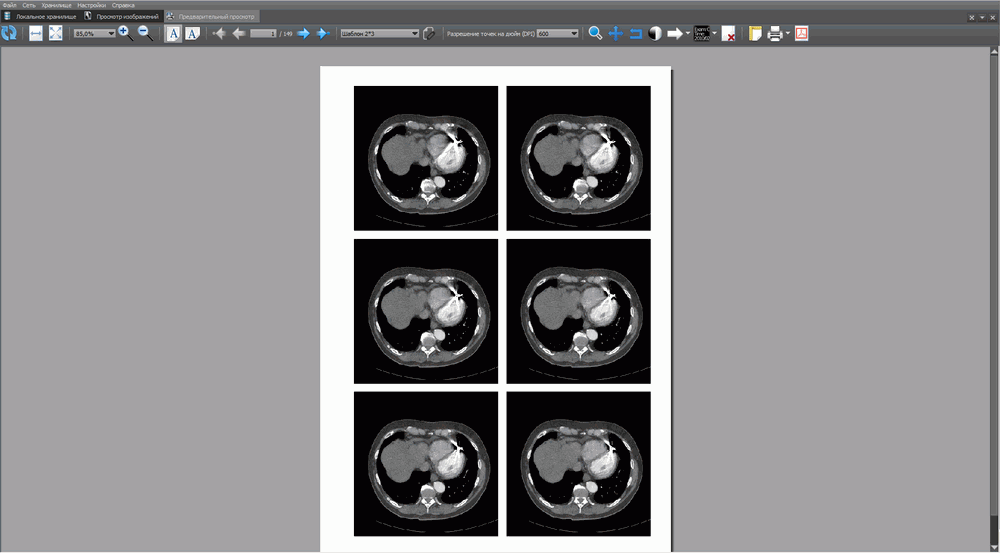 Файл Сеть Хранилище Настройки Справка
Локальное хранилище Просмотр изображений Предварительный просмотр
85,0% A A 1 / 149 Шаблон 2*3 Разрешение точек на дюйм (DPI) 600